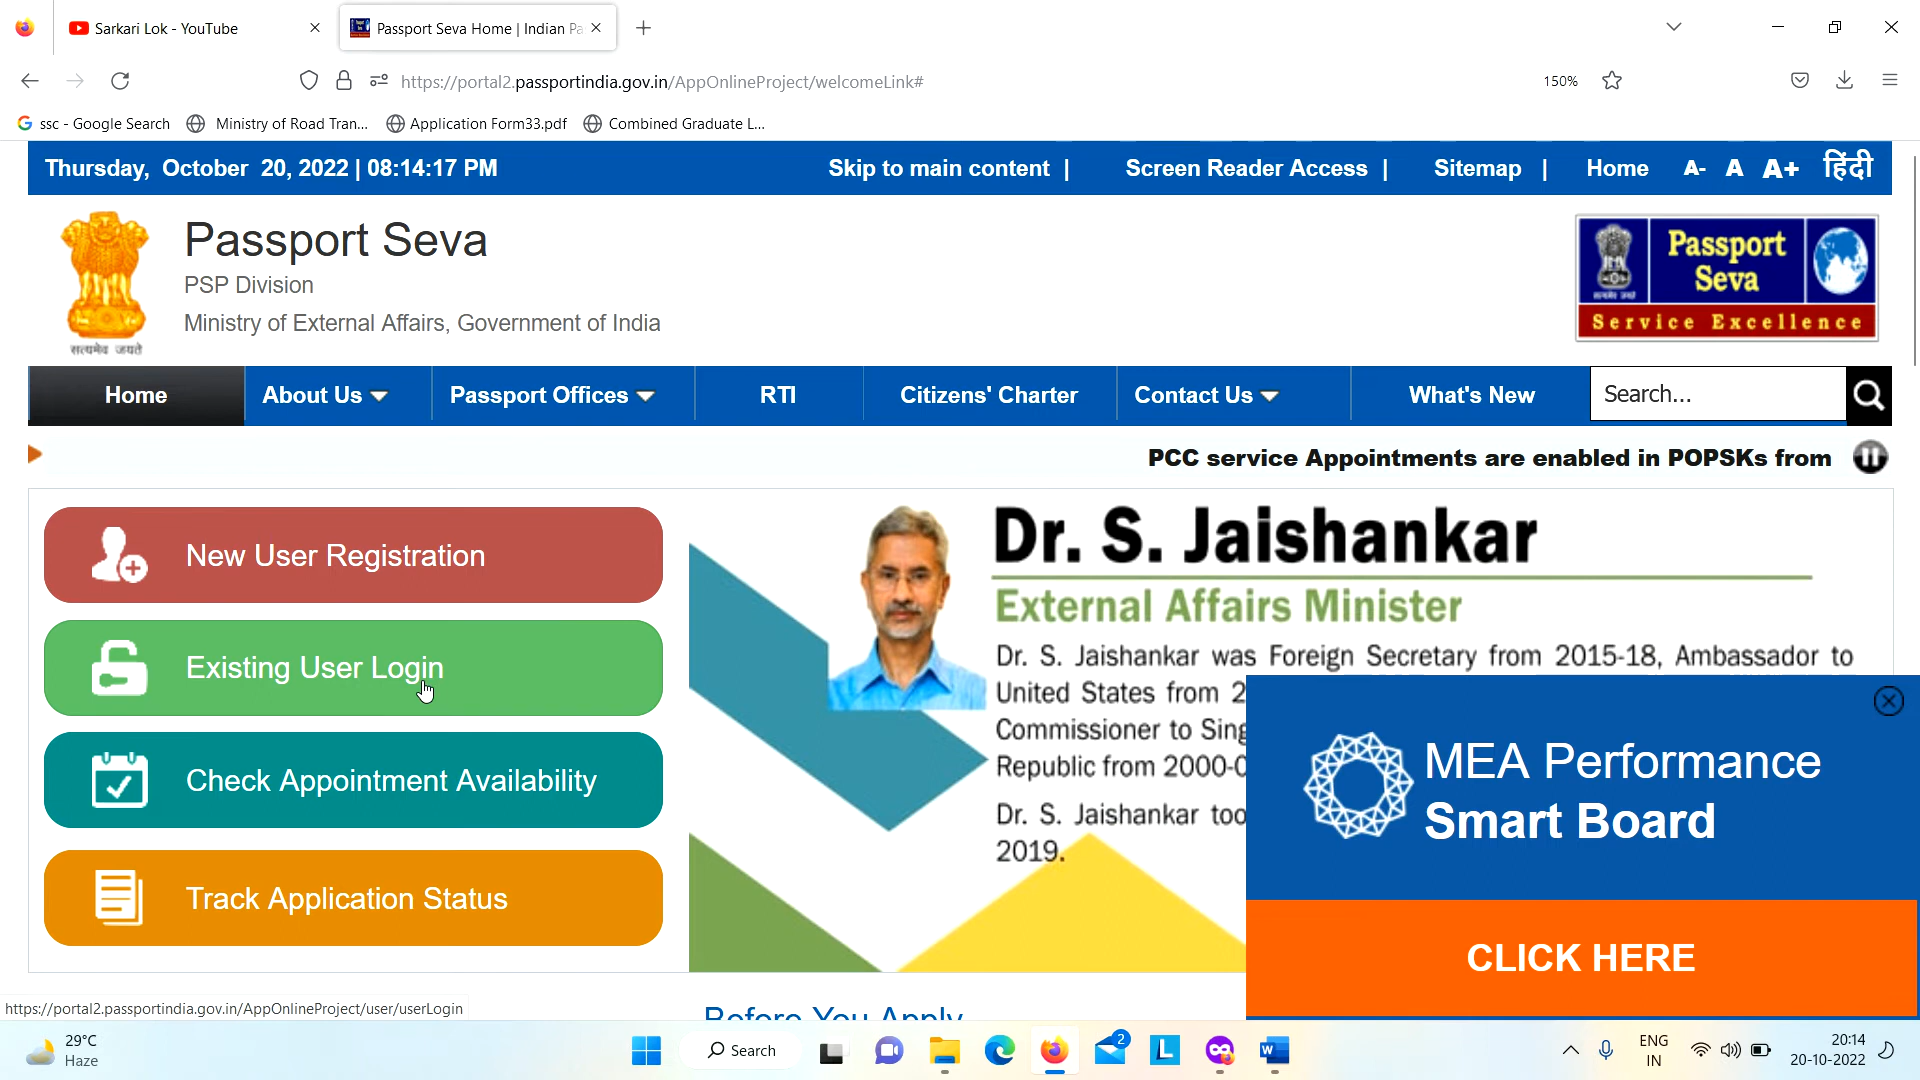 Sarkari Lok - YouTube
Passport Seva Home | Indian Pa
https://portal2.passportindia.gov.in/AppOnlineProject/welcomeLink#
150%
ssc - Google Search
Ministry of Road Tran...
Application Form33.pdf
Combined Graduate L...
Thursday, October 20, 2022 | 08:14:17 PM
Skip to main content |
Screen Reader Access |
Sitemap |
Home
A- A A+ हिंदी
Passport Seva
PSP Division
Ministry of External Affairs, Government of India
सत्यमेव जयते
Passport
Seva
सत्यमेव जयते
Service Excellence
Home
About Us
Passport Offices
RTI
Citizens' Charter
Contact Us
What's New
Search...
PCC service Appointments are enabled in POPSKs from
New User Registration
Existing User Login
Check Appointment Availability
Track Application Status
Dr. S. Jaishankar
External Affairs Minister
Dr. S. Jaishankar was Foreign Secretary from 2015-18, Ambassador to
United States from 2
Commissioner to Sing
Republic from 2000-0
Dr. S. Jaishankar too
2019.
MEA Performance
Smart Board
CLICK HERE
Before You Apply
https://portal2.passportindia.gov.in/AppOnlineProject/user/userLogin
29°C
Haze
Search
2
L
W
ENG
IN
20:14
20-10-2022